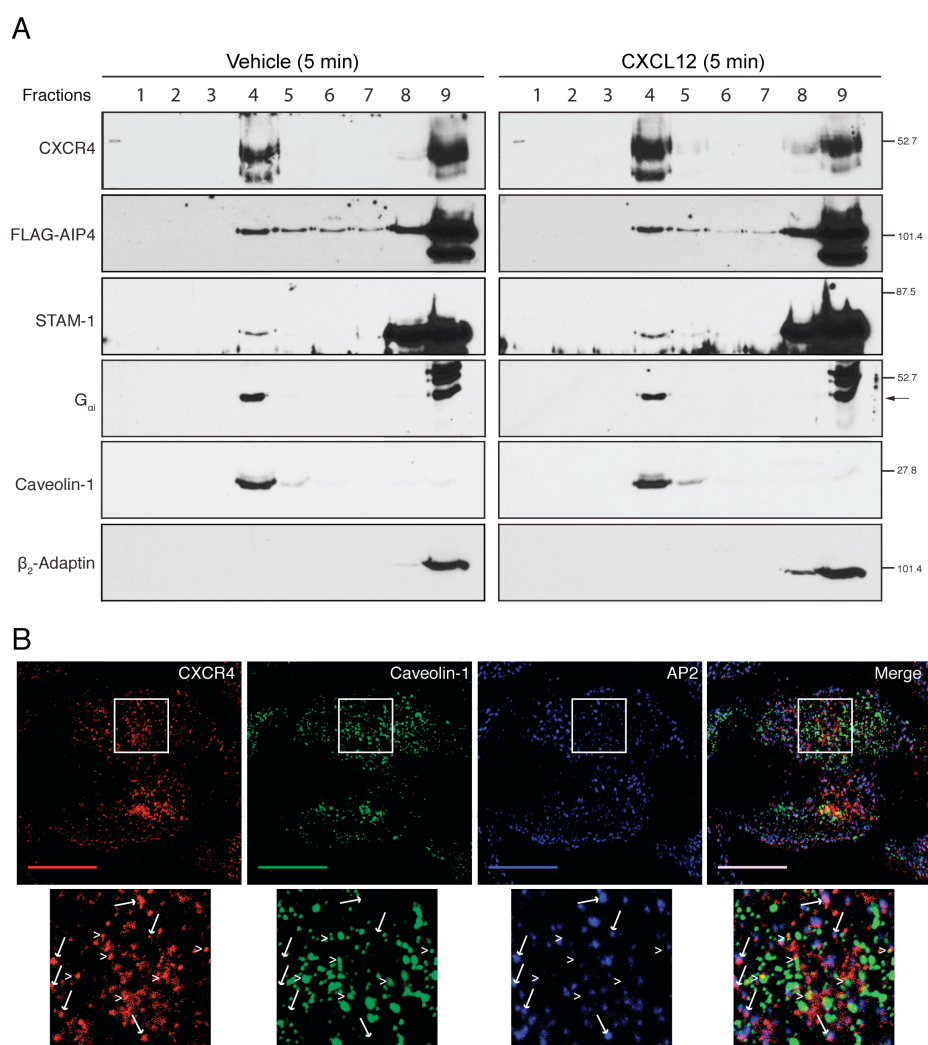 A
Vehicle (5 min) CXCL12 (5 min)
Fractions 1 2 3 4 5 6 7 8 9 1 2 3 4 5 6 7 8 9
CXCR4 52.7
FLAG-AIP4 101.4
87.5
STAM-1
52.7
Gαi
27.8
Caveolin-1
β2-Adaptin 101.4
B
CXCR4 Caveolin-1 AP2 Merge